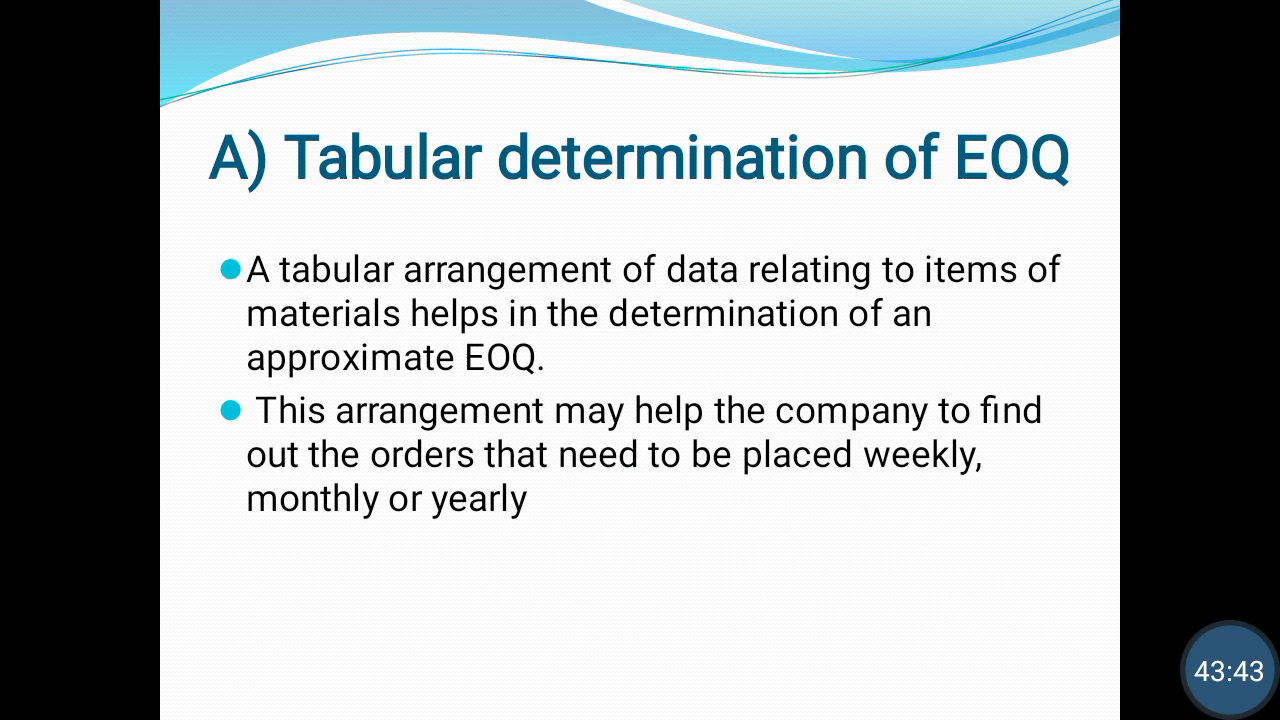 A) Tabular determination of EOQ
A tabular arrangement of data relating to items of
materials helps in the determination of an
approximate EOQ.
This arrangement may help the company to find
out the orders that need to be placed weekly,
monthly or yearly
43:43